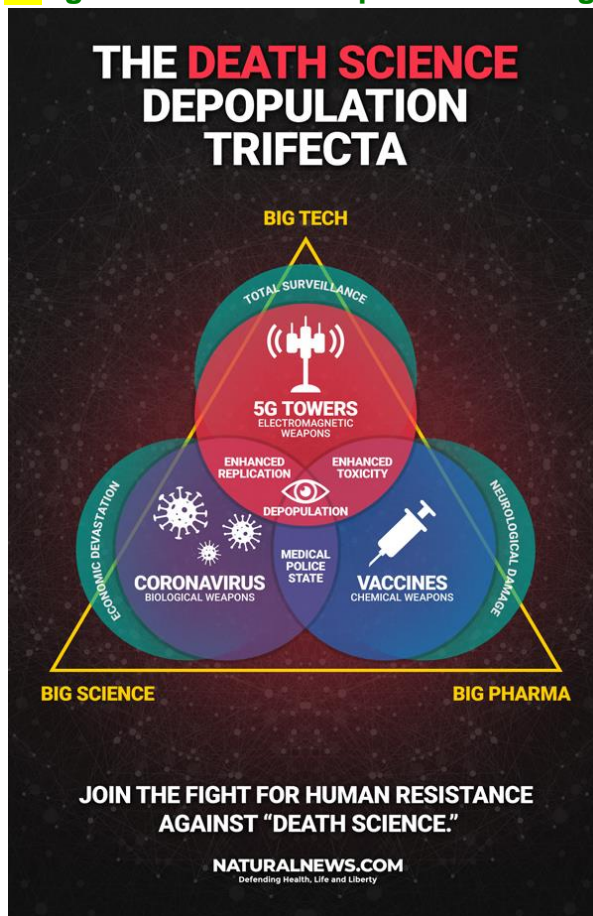 THE DEATH SCIENCE
DEPOPULATION
TRIFECTA
BIG TECH
TOTAL SURVEILLANCE
5G TOWERS
ELECTROMAGNETIC
WEAPONS
ENHANCED
REPLICATION
ENHANCED
TOXICITY
DEPOPULATION
ECONOMIC DEVASTATION
CORONAVIRUS
BIOLOGICAL WEAPONS
MEDICAL
POLICE
STATE
VACCINES
CHEMICAL WEAPONS
NEUROLOGICAL DAMAGE
BIG SCIENCE
BIG PHARMA
JOIN THE FIGHT FOR HUMAN RESISTANCE
AGAINST “DEATH SCIENCE.”
NATURALNEWS.COM
Defending Health, Life and Liberty